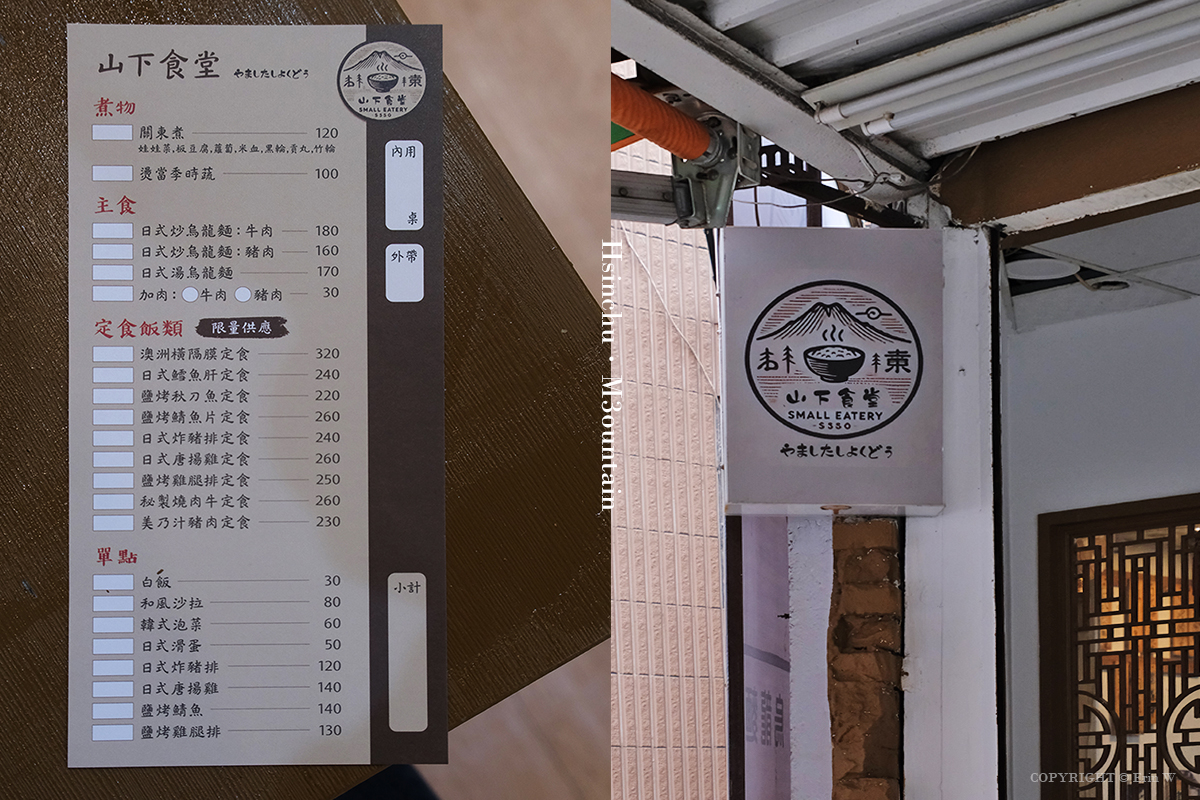 山下食堂 やましたしょくどう
山下食堂
SMALL EATERY
-S350-
煮物
關東煮 120
娃娃菜,板豆腐,蘿蔔,米血,黑輪,貢丸,竹輪
燙當季時蔬 100
主食
日式炒烏龍麵:牛肉 180
日式炒烏龍麵:豬肉 160
日式湯烏龍麵 170
加肉: 牛肉 豬肉 30
定食飯類 限量供應
澳洲橫隔膜定食 320
日式鱈魚肝定食 240
鹽烤秋刀魚定食 220
鹽烤鯖魚片定食 260
日式炸豬排定食 240
日式唐揚雞定食 260
鹽烤雞腿排定食 250
秘製燒肉牛定食 260
美乃汁豬肉定食 230
單點
白飯 30
和風沙拉 80
韓式泡菜 60
日式滑蛋 50
日式炸豬排 120
日式唐揚雞 140
鹽烤鯖魚 140
鹽烤雞腿排 130
內用
桌
外帶
小計
Hsinchu . M3ountain
山下食堂
SMALL EATERY
-S350-
やましたしょくどう
COPYRIGHT © Erin W